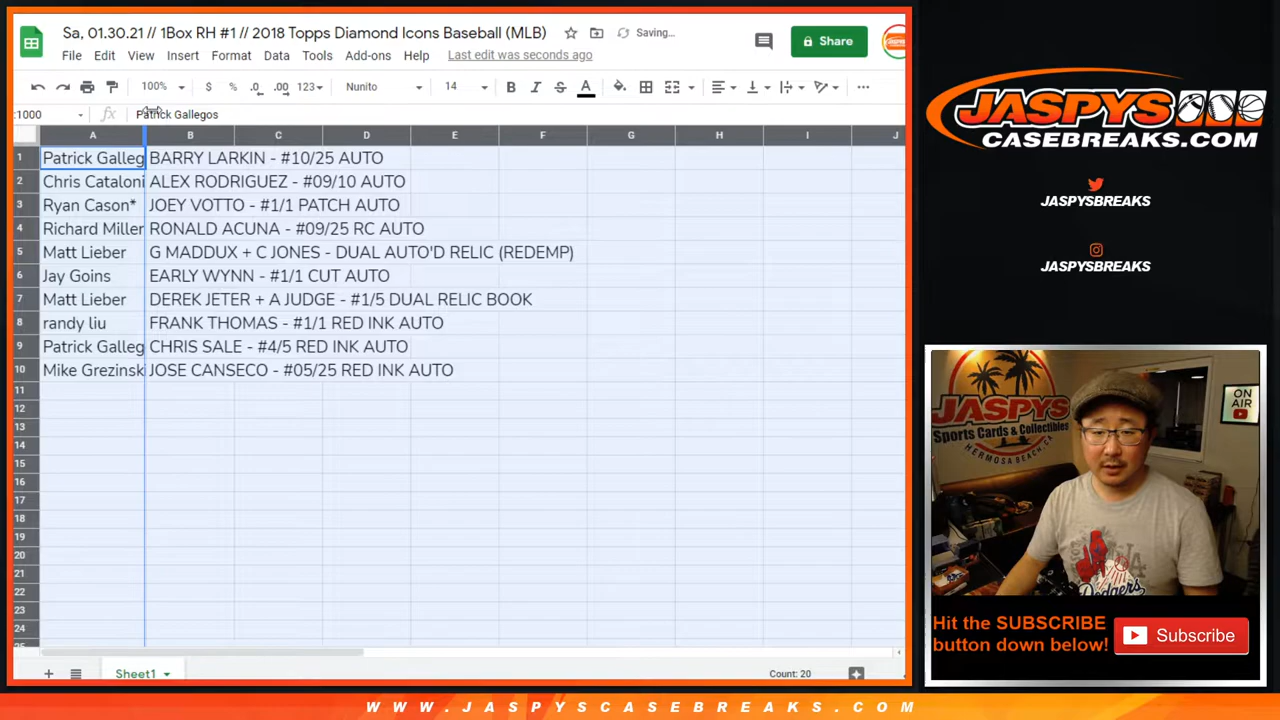 Sa, 01.30.21 // 1Box RH #1 // 2018 Topps Diamond Icons Baseball (MLB)
Saving...
File Edit View Insert Format Data Tools Add-ons Help Last edit was seconds ago
Share
100% $ % .0 .00 123 Nunito 14 B I S A
:1000 fx Patrick Gallegos
A B C D E F G H I J
1 Patrick Galleg BARRY LARKIN - #10/25 AUTO
2 Chris Cataloni ALEX RODRIGUEZ - #09/10 AUTO
3 Ryan Cason* JOEY VOTTO - #1/1 PATCH AUTO
4 Richard Miller RONALD ACUNA - #09/25 RC AUTO
5 Matt Lieber G MADDUX + C JONES - DUAL AUTO'D RELIC (REDEMP)
6 Jay Goins EARLY WYNN - #1/1 CUT AUTO
7 Matt Lieber DEREK JETER + A JUDGE - #1/5 DUAL RELIC BOOK
8 randy liu FRANK THOMAS - #1/1 RED INK AUTO
9 Patrick Galleg CHRIS SALE - #4/5 RED INK AUTO
10 Mike Grezinsk JOSE CANSECO - #05/25 RED INK AUTO
11
12
13
14
15
16
17
18
19
20
21
22
23
24
Sheet1
Count: 20
JASPYS
CASEBREAKS.COM
JASPYSBREAKS
JASPYSBREAKS
JASPYS
Sports Cards & Collectibles
HERMOSA BEACH, CA
ON AIR
Dodgers
Hit the SUBSCRIBE
button down below!
Subscribe
WWW.JASPYSCASEBREAKS.COM